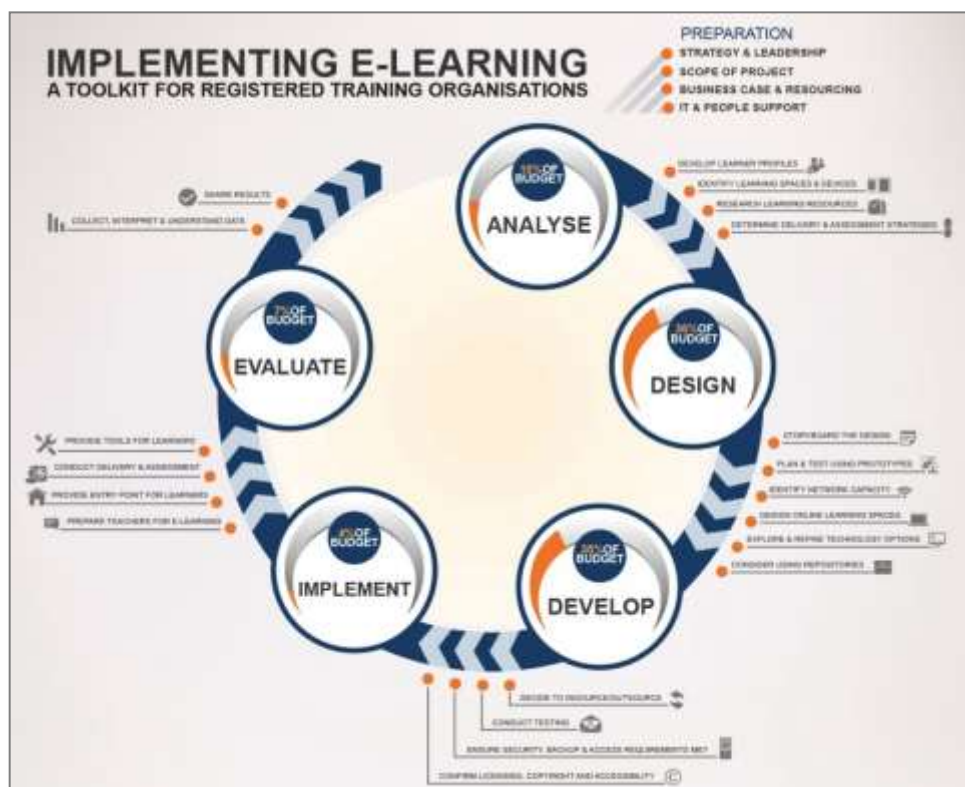 IMPLEMENTING E-LEARNING
A TOOLKIT FOR REGISTERED TRAINING ORGANISATIONS
PREPARATION
STRATEGY & LEADERSHIP
SCOPE OF PROJECT
BUSINESS CASE & RESOURCING
IT & PEOPLE SUPPORT
OF
BUDGET
ANALYSE
DEVELOP LEARNER PROFILES
IDENTIFY LEARNING SPACES & DEVICES
RESEARCH LEARNING RESOURCES
DETERMINE DELIVERY & ASSESSMENT STRATEGIES
OF
BUDGET
DESIGN
STORYBOARD THE DESIGN
PLAN & TEST USING PROTOTYPES
IDENTIFY NETWORK CAPACITY
ONLINE LEARNING SPACES
EXPLORE & REFINE TECHNOLOGY OPTIONS
CONSIDER USING REPOSITORIES
OF
BUDGET
DEVELOP
DECIDE TO
CONDUCT TESTING
ENSURE SECURITY, BACKUP & ACCESS REQUIREMENTS MET
CONFIRM LICENSING, COPYRIGHT AND ACCESSIBILITY
OF
BUDGET
IMPLEMENT
PROVIDE TOOLS FOR LEARNING
CONDUCT DELIVERY & ASSESSMENT
PROVIDE ENTRY POINT FOR LEARNING
PREPARE TEACHERS FOR E-LEARNING
7% OF
BUDGET
EVALUATE
SHARE RESULTS
COLLECT, INTERPRET & UNDERSTAND DATA